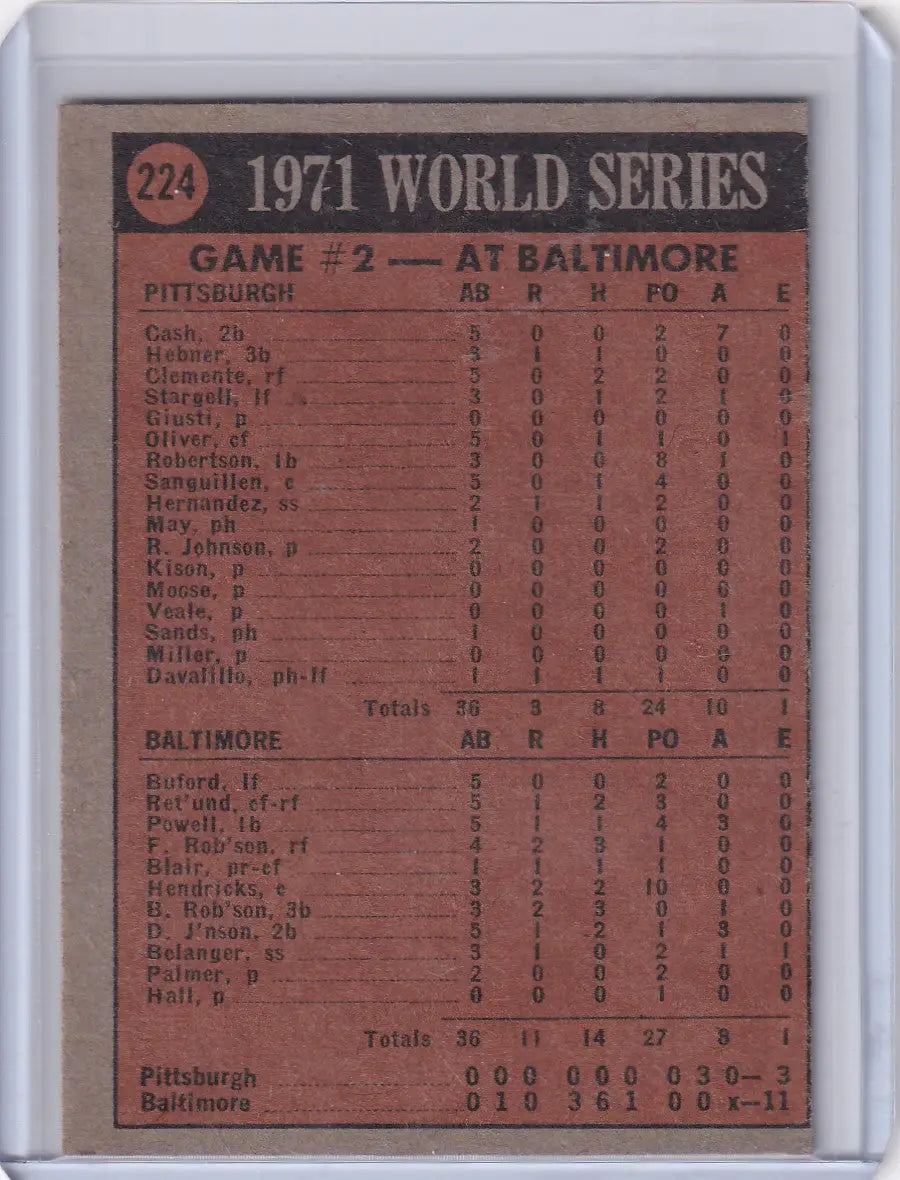 224 1971 WORLD SERIES
GAME #2 — AT BALTIMORE
PITTSBURGH AB R H PO A E
Cash, 2b 5 0 0 2 7 0
Hebner, 3b 3 1 1 0 0 0
Clemente, rf 5 0 2 2 0 0
Stargell, lf 3 0 1 2 1 0
Giusti, p 0 0 0 0 0 0
Oliver, cf 5 0 1 1 0 1
Robertson, 1b 3 0 0 8 1 0
Sanguillen, c 5 0 1 4 0 0
Hernandez, ss 2 1 1 2 0 0
May, ph 1 0 0 0 0 0
R. Johnson, p 2 0 0 2 0 0
Kison, p 0 0 0 0 0 0
Moose, p 0 0 0 0 0 0
Veale, p 0 0 0 0 1 0
Sands, ph 1 0 0 0 0 0
Miller, p 0 0 0 0 0 0
Davalillo, ph-lf 1 1 1 1 0 0
Totals 36 3 8 24 10 1
BALTIMORE AB R H PO A E
Buford, lf 5 0 0 2 0 0
Ret'und, cf-rf 5 1 2 3 0 0
Powell, 1b 5 1 1 4 3 0
F. Rob'son, rf 4 2 3 1 0 0
Blair, pr-cf 1 1 1 1 0 0
Hendricks, c 3 2 2 10 0 0
B. Rob'son, 3b 3 2 3 0 1 0
D. J'nson, 2b 5 1 2 1 3 0
Belanger, ss 3 1 0 2 1 1
Palmer, p 2 0 0 2 0 0
Hall, p 0 0 0 1 0 0
Totals 36 11 14 27 8 1
Pittsburgh 0 0 0 0 0 0 0 3 0— 3
Baltimore 0 1 0 3 6 1 0 0 x—11